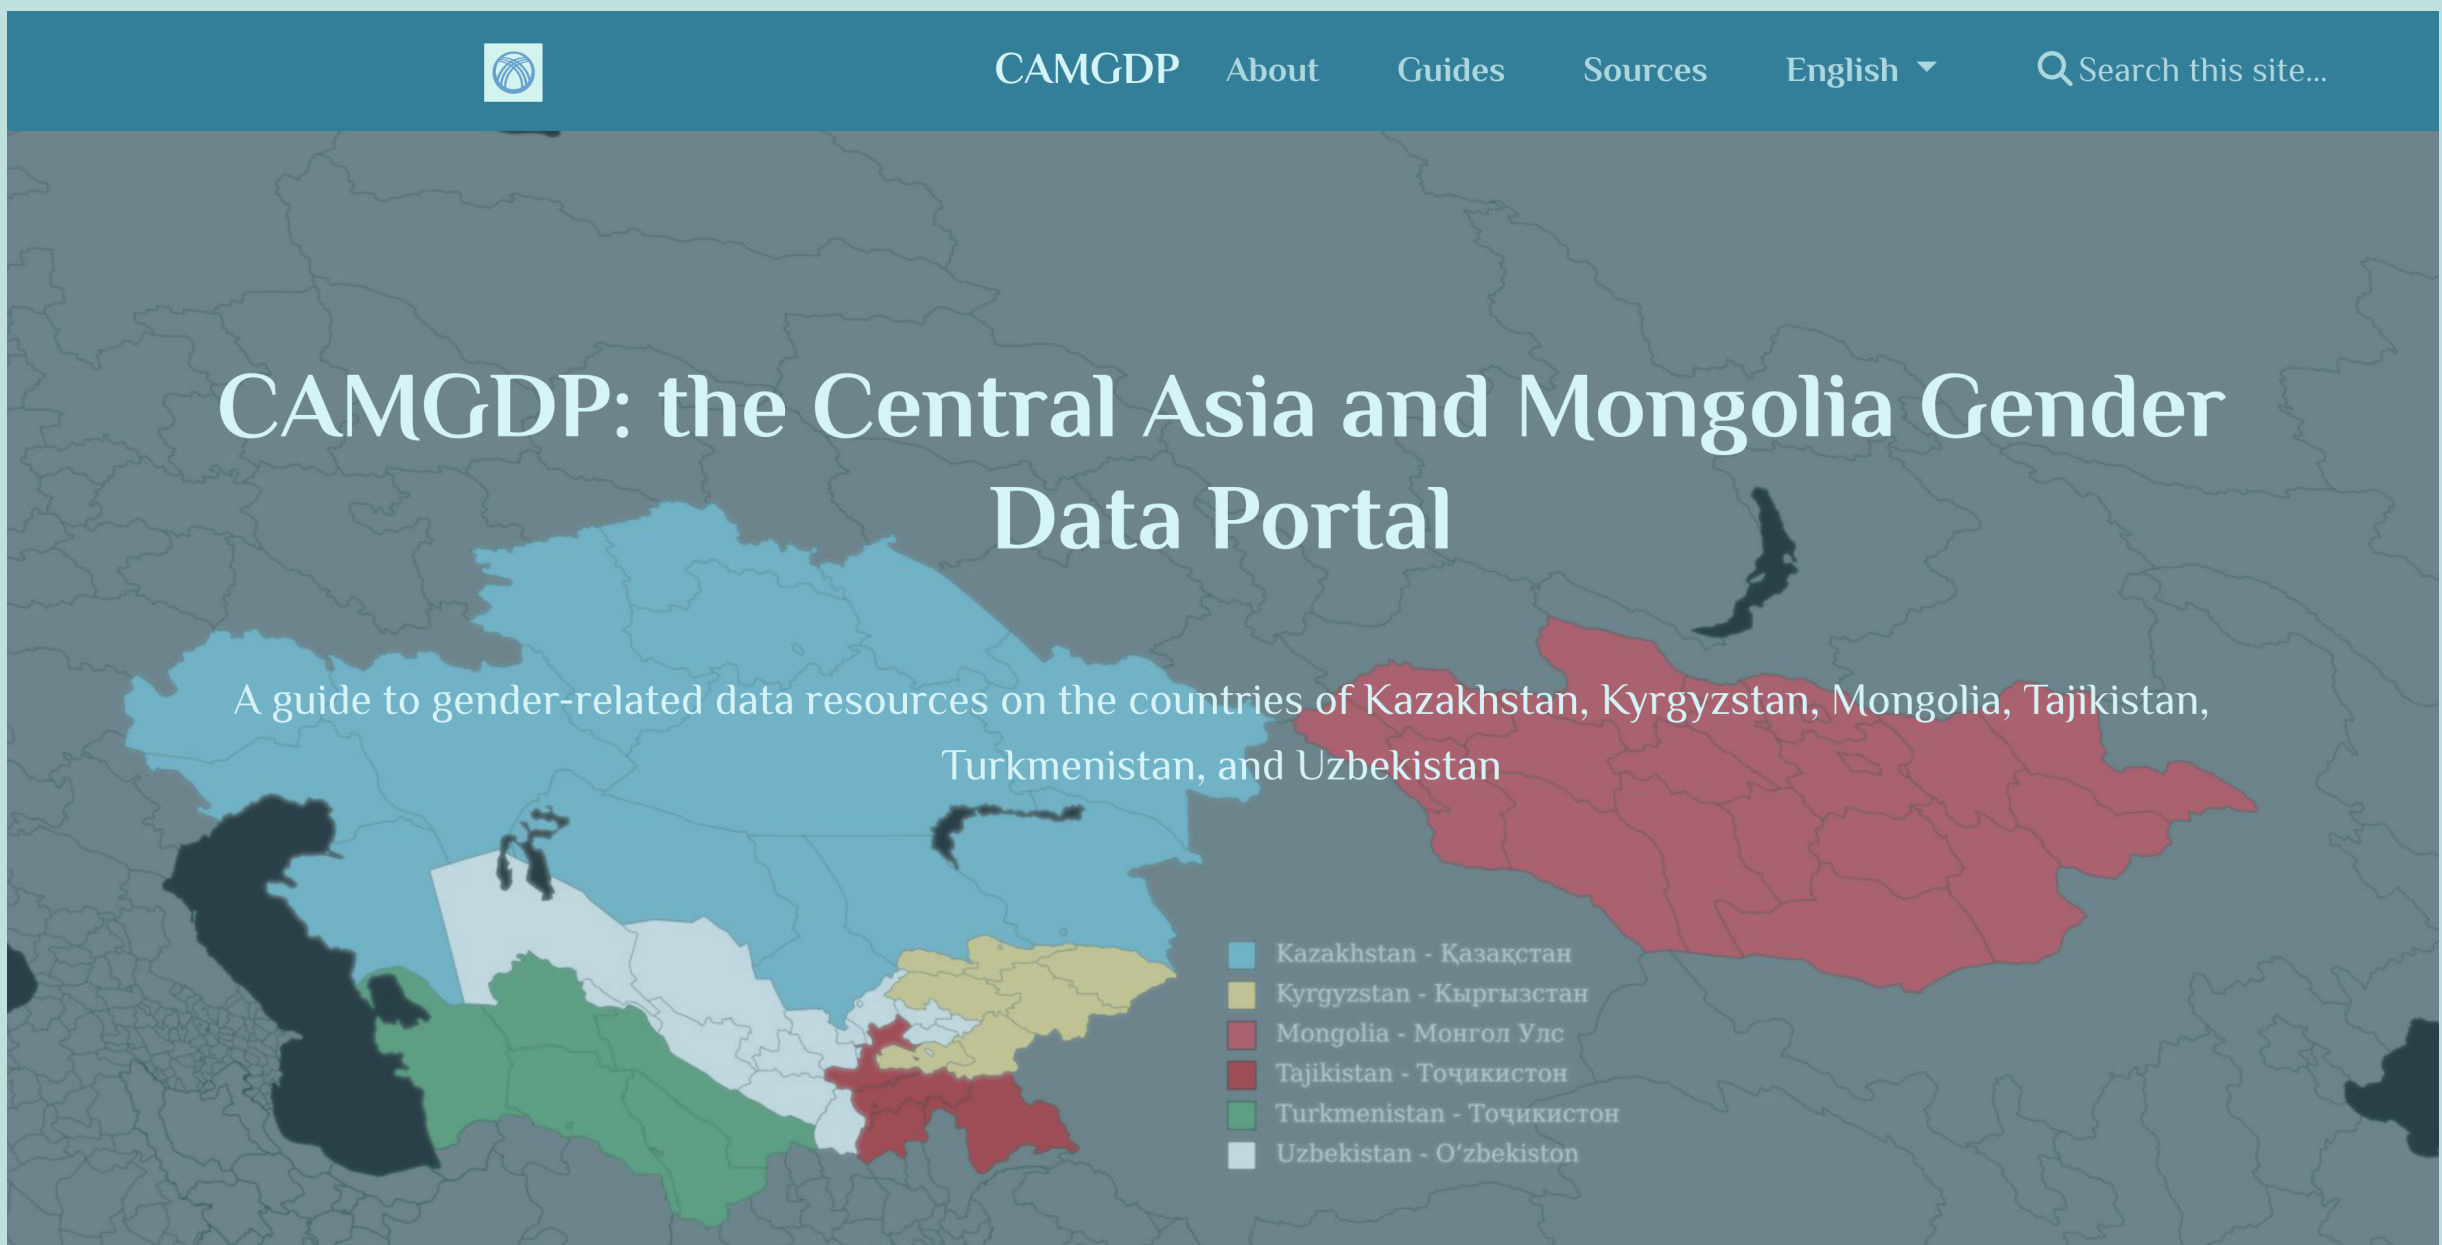 CAMGDP About Guides Sources English Search this site...
CAMGDP: the Central Asia and Mongolia Gender
Data Portal
A guide to gender-related data resources on the countries of Kazakhstan, Kyrgyzstan, Mongolia, Tajikistan,
Turkmenistan, and Uzbekistan
Kazakhstan - Қазақстан
Kyrgyzstan - Кыргызстан
Mongolia - Монгол Улс
Tajikistan - Тоҷикистон
Turkmenistan - Тоҷикистон
Uzbekistan - Oʻzbekiston